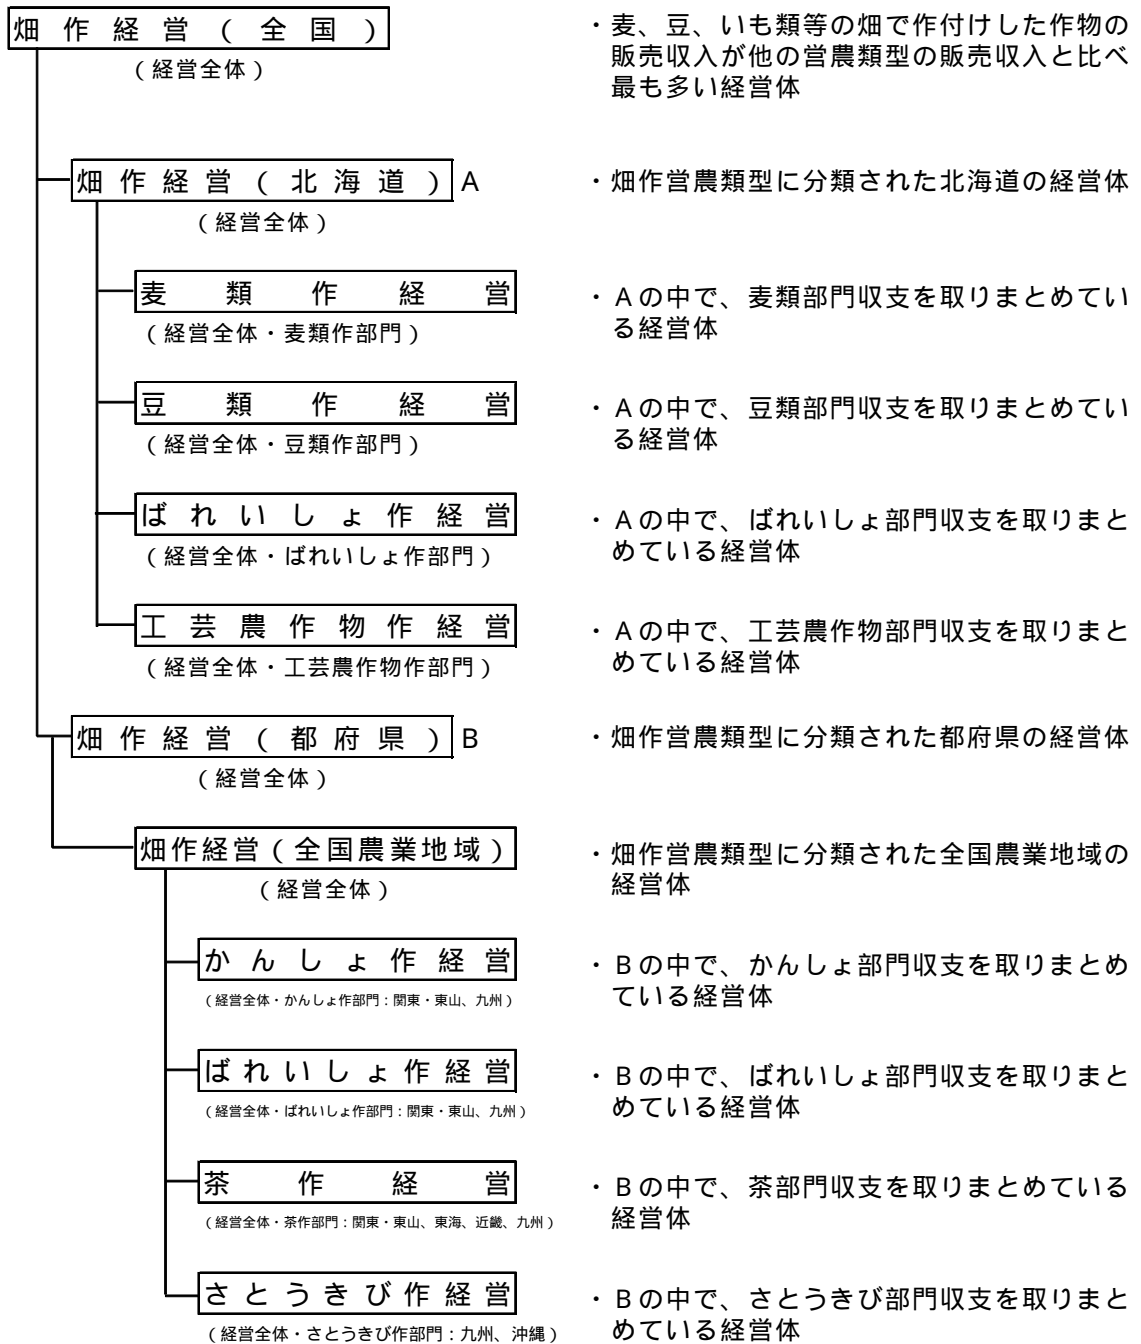 畑作経営（全国）
（経営全体）
・麦、豆、いも類等の畑で作付けした作物の
販売収入が他の営農類型の販売収入と比べ
最も多い経営体
畑作経営（北海道）A
（経営全体）
・畑作営農類型に分類された北海道の経営体
麦類作経営
（経営全体・麦類作部門）
・Ａの中で、麦類部門収支を取りまとめてい
る経営体
豆類作経営
（経営全体・豆類作部門）
・Ａの中で、豆類部門収支を取りまとめてい
る経営体
ばれいしょ作経営
（経営全体・ばれいしょ作部門）
・Ａの中で、ばれいしょ部門収支を取りまと
めている経営体
工芸農作物作経営
（経営全体・工芸農作物作部門）
・Ａの中で、工芸農作物部門収支を取りまと
めている経営体
畑作経営（都府県）B
（経営全体）
・畑作営農類型に分類された都府県の経営体
畑作経営（全国農業地域）
（経営全体）
・畑作営農類型に分類された全国農業地域の
経営体
かんしょ作経営
（経営全体・かんしょ作部門：関東・東山、九州）
・Ｂの中で、かんしょ部門収支を取りまとめ
ている経営体
ばれいしょ作経営
（経営全体・ばれいしょ作部門：関東・東山、九州）
・Ｂの中で、ばれいしょ部門収支を取りまと
めている経営体
茶作経営
（経営全体・茶作部門：関東・東山、東海、近畿、九州）
・Ｂの中で、茶部門収支を取りまとめている
経営体
さとうきび作経営
（経営全体・さとうきび作部門：九州、沖縄）
・Ｂの中で、さとうきび部門収支を取りまと
めている経営体